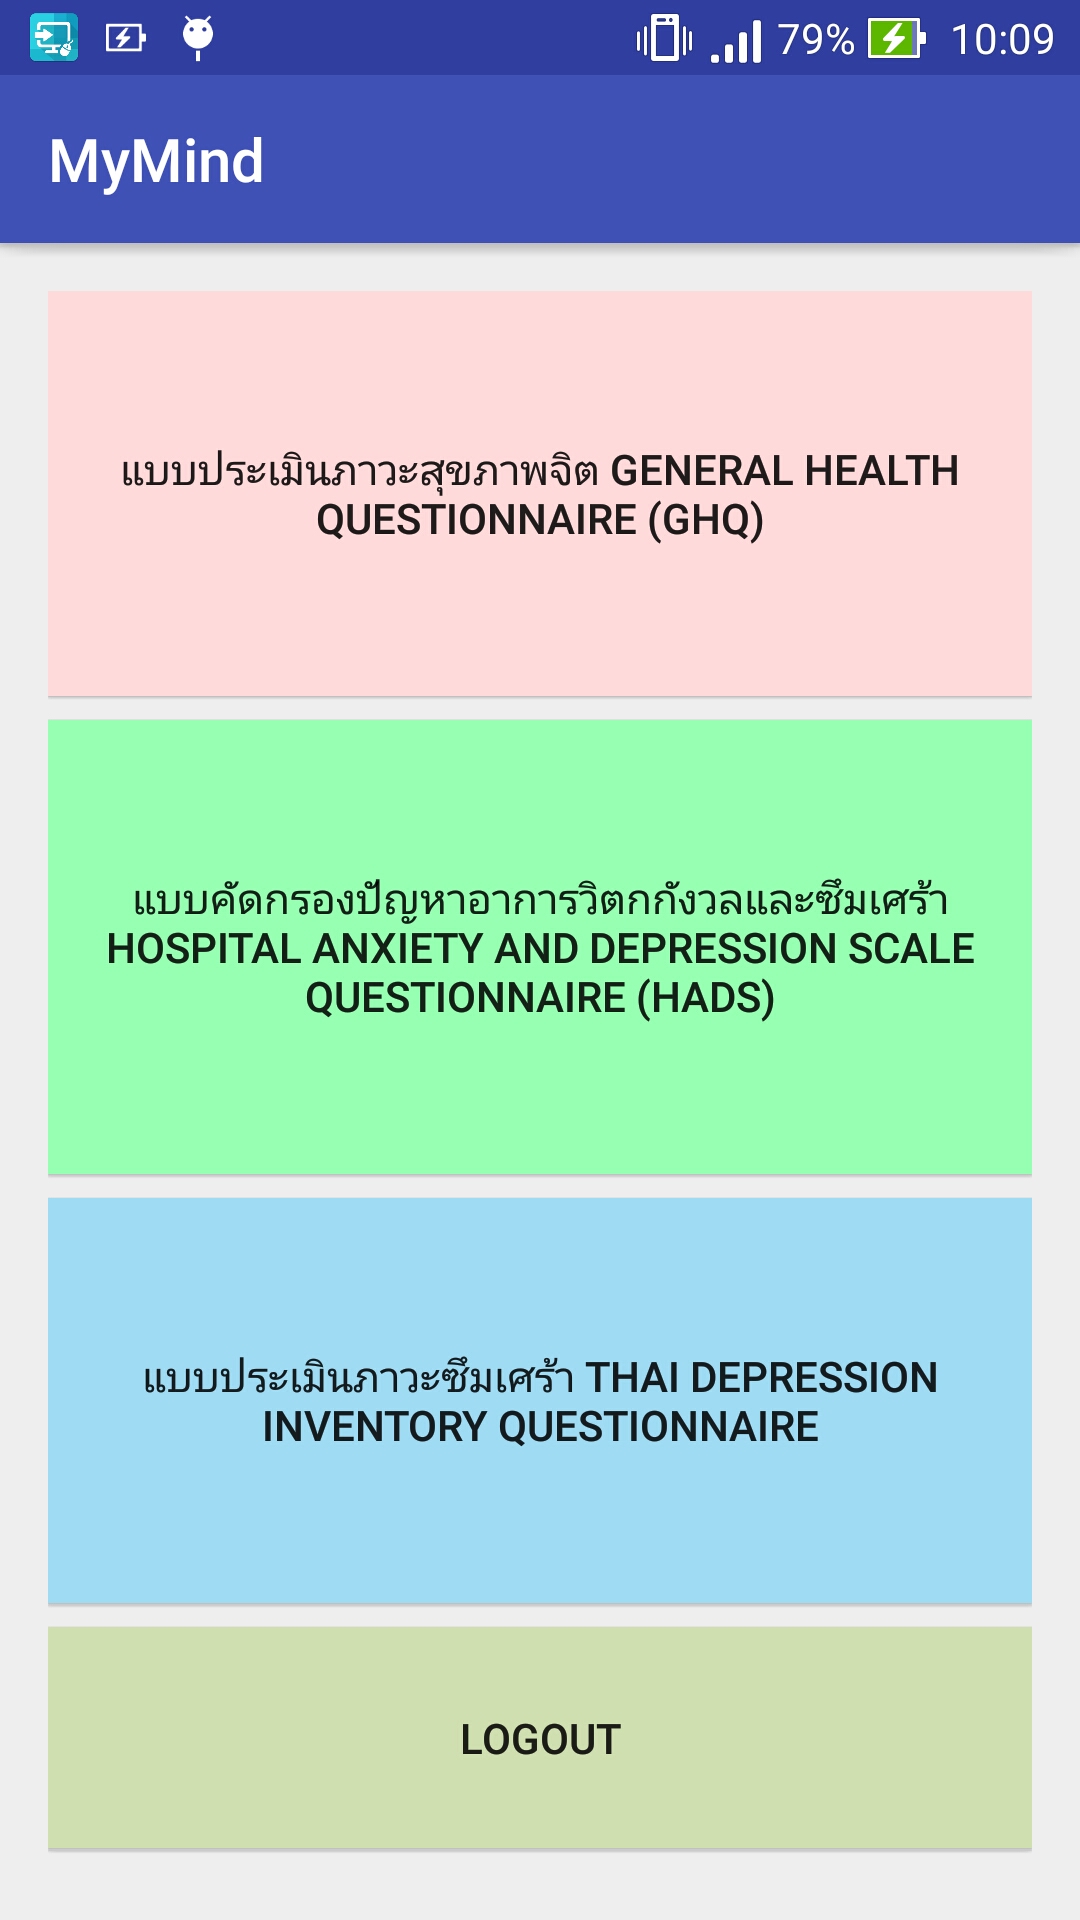 79% 10:09
MyMind
แบบประเมินภาวะสุขภาพจิต GENERAL HEALTH
QUESTIONNAIRE (GHQ)
แบบคัดกรองปัญหาอาการวิตกกังวลและซึมเศร้า
HOSPITAL ANXIETY AND DEPRESSION SCALE
QUESTIONNAIRE (HADS)
แบบประเมินภาวะซึมเศร้า THAI DEPRESSION
INVENTORY QUESTIONNAIRE
LOGOUT